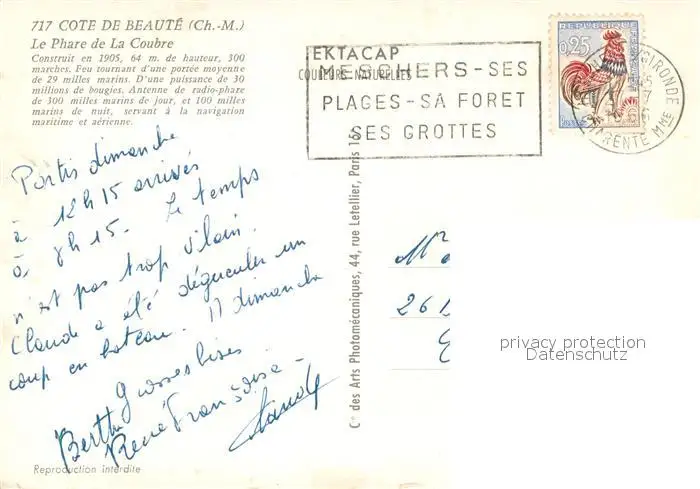 717 COTE DE BEAUTÉ (Ch.-M.)
Le Phare de La Coubre
Construit en 1905, 64 m. de hauteur, 300
marches. Feu tournant d'une portée moyenne
de 29 milles marins. D'une puissance de 30
millions de bougies. Antenne de radio-phare
de 300 milles marins de jour, et 100 milles
marins de nuit, servant à la navigation
maritime et aérienne.
EKTACAP
COULEURS NATURELLES
MESCHERS-SES
PLAGES-SA FORET
SES GROTTES
0,25
GIRONDE
CHARENTE MME
Partis dimanche
à 12h15 arrivés
à 8h15. Le temps
n'est pas trop vilain.
Claude a été dégueuler un
coup en bateau. dimanche
Grosses bises
Berthe
René Françoise
Claude
Cᵉ des Arts Photomécaniques, 44, rue Letellier, Paris 15
26
privacy protection
Datenschutz
Reproduction interdite